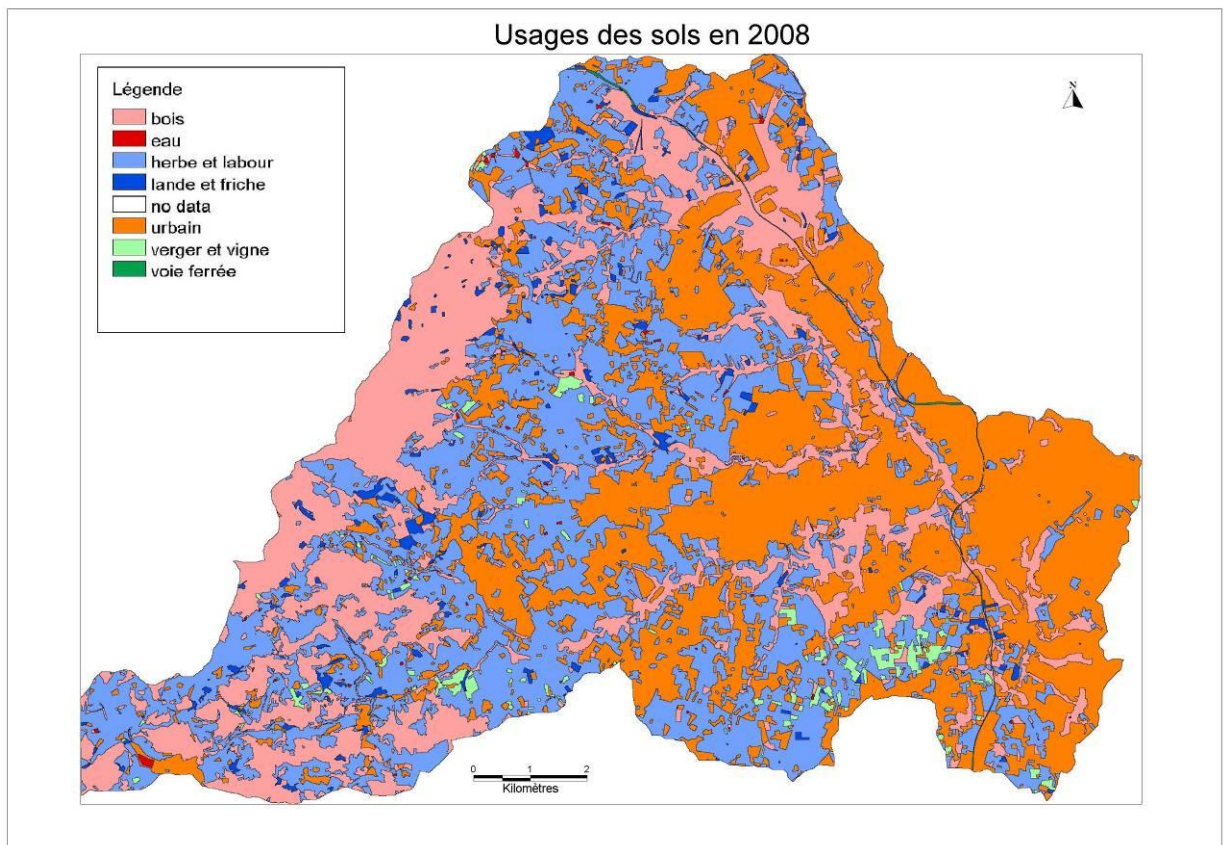 Usages des sols en 2008
Légende
bois
eau
herbe et labour
lande et friche
no data
urbain
verger et vigne
voie ferrée
N
0 1 2
Kilomètres